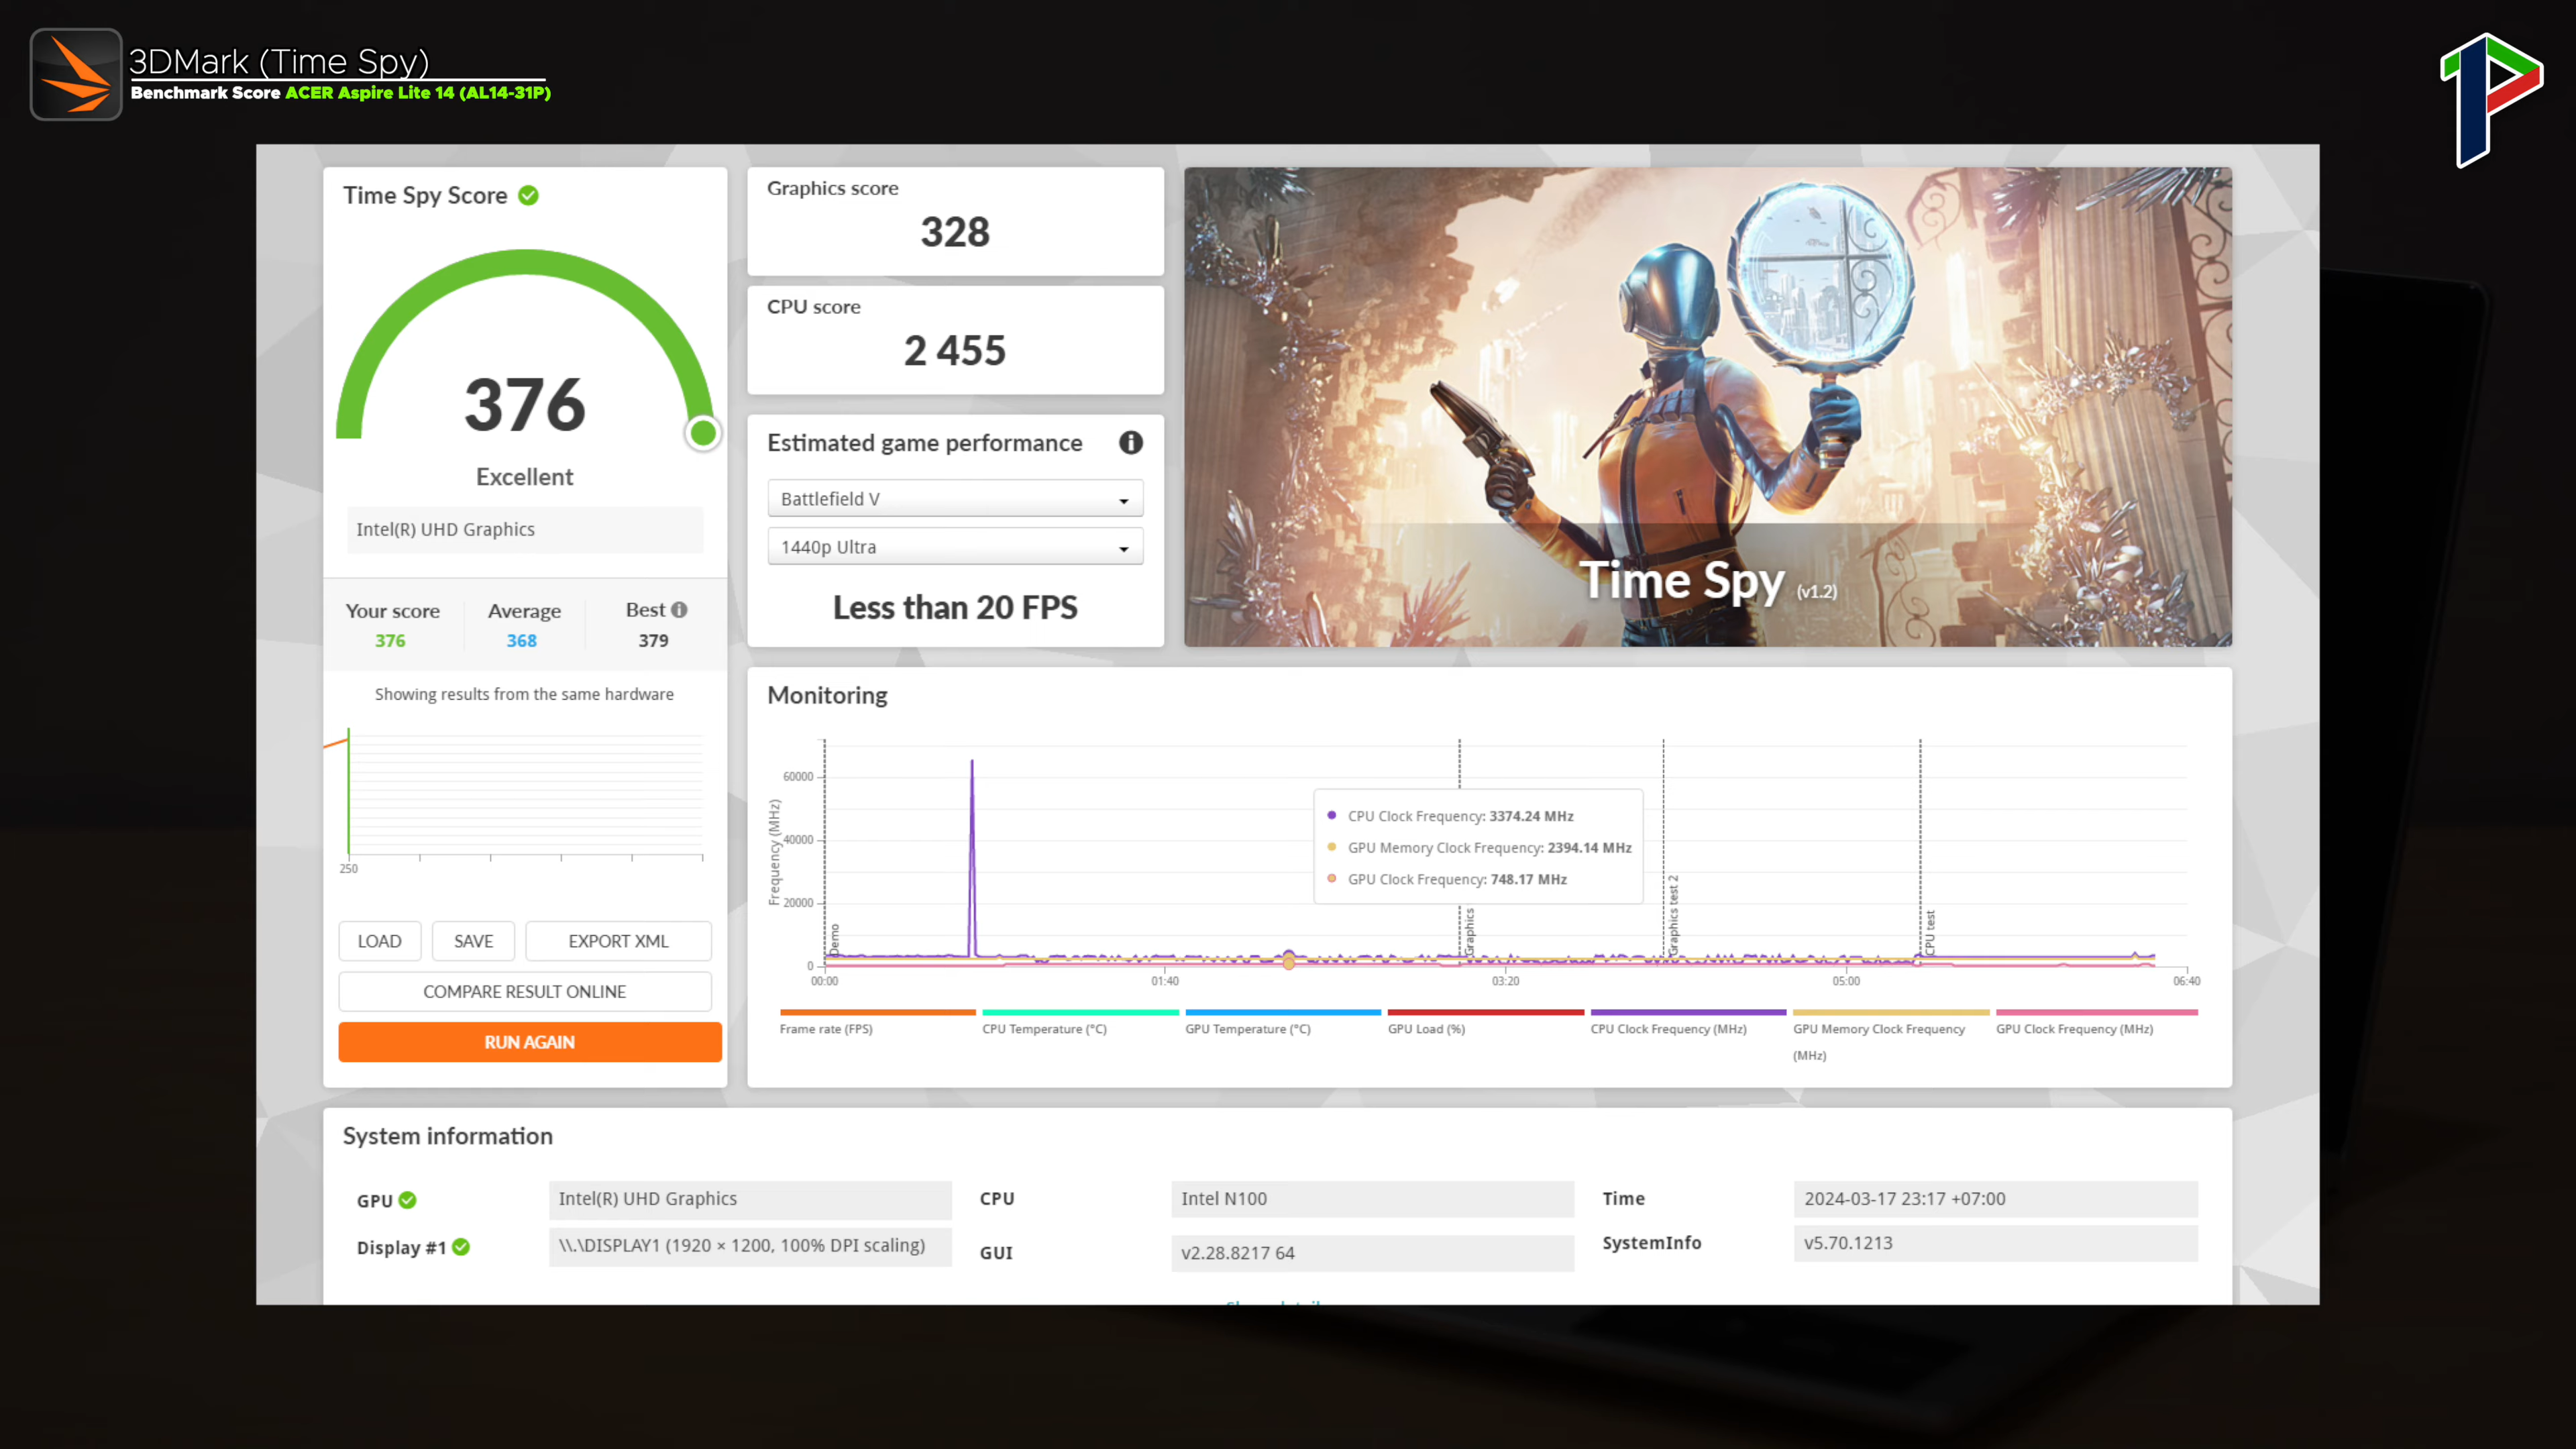 3DMark (Time Spy)
Benchmark Score ACER Aspire Lite 14 (AL14-31P)
Time Spy Score
376
Excellent
Intel(R) UHD Graphics
Your score Average Best
376 368 379
Showing results from the same hardware
250
LOAD SAVE EXPORT XML
COMPARE RESULT ONLINE
RUN AGAIN
Graphics score
328
CPU score
2 455
Estimated game performance
Battlefield V
1440p Ultra
Less than 20 FPS
Time Spy (v1.2)
Monitoring
Frequency (MHz)
60000
40000
20000
0
CPU Clock Frequency: 3374.24 MHz
GPU Memory Clock Frequency: 2394.14 MHz
GPU Clock Frequency: 748.17 MHz
Demo
Graphics
Graphics test 2
CPU test
00:00 01:40 03:20 05:00 06:40
Frame rate (FPS) CPU Temperature (°C) GPU Temperature (°C) GPU Load (%) CPU Clock Frequency (MHz) GPU Memory Clock Frequency GPU Clock Frequency (MHz)
(MHz)
System information
GPU Intel(R) UHD Graphics CPU Intel N100 Time 2024-03-17 23:17 +07:00
Display #1 \\.\DISPLAY1 (1920 × 1200, 100% DPI scaling) GUI v2.28.8217 64 SystemInfo v5.70.1213